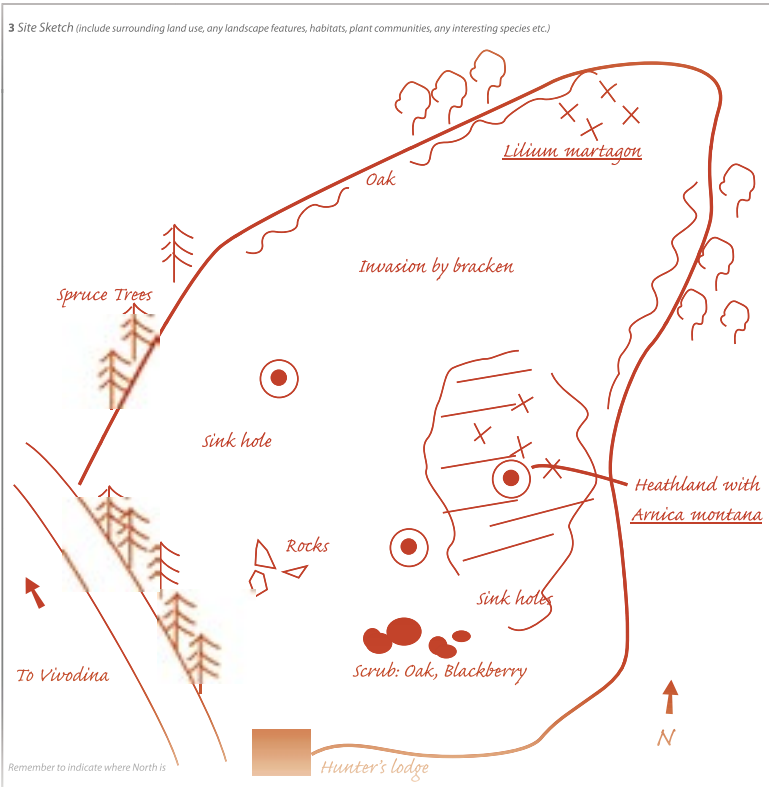 3 Site Sketch (include surrounding land use, any landscape features, habitats, plant communities, any interesting species etc.)
Lilium martagon
Oak
Invasion by bracken
Spruce Trees
Sink hole
Heathland with
Arnica montana
Rocks
Sink holes
Scrub: Oak, Blackberry
To Vivodina
N
Remember to indicate where North is
Hunter's lodge